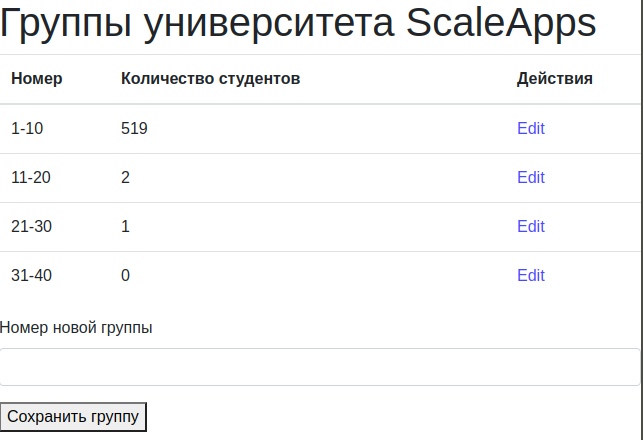 Группы университета ScaleApps
Номер Количество студентов Действия
1-10 519 Edit
11-20 2 Edit
21-30 1 Edit
31-40 0 Edit
Номер новой группы
Сохранить группу